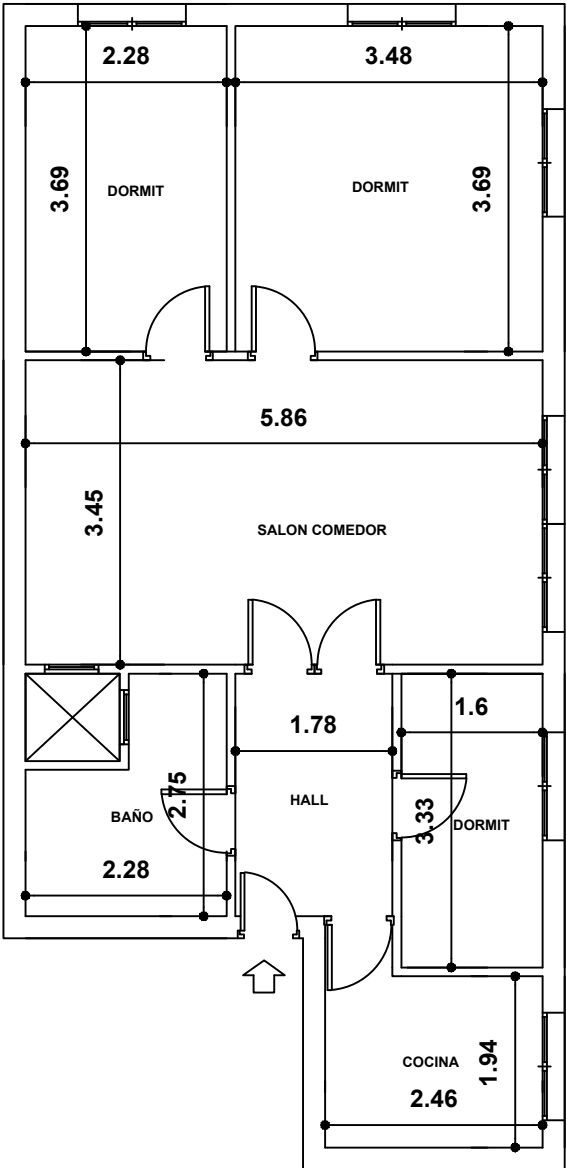 2.28
3.48
3.69
3.69
DORMIT
DORMIT
5.86
3.45
SALON COMEDOR
1.78
1.6
2.75
HALL
3.33
BAÑO
DORMIT
2.28
COCINA
1.94
2.46